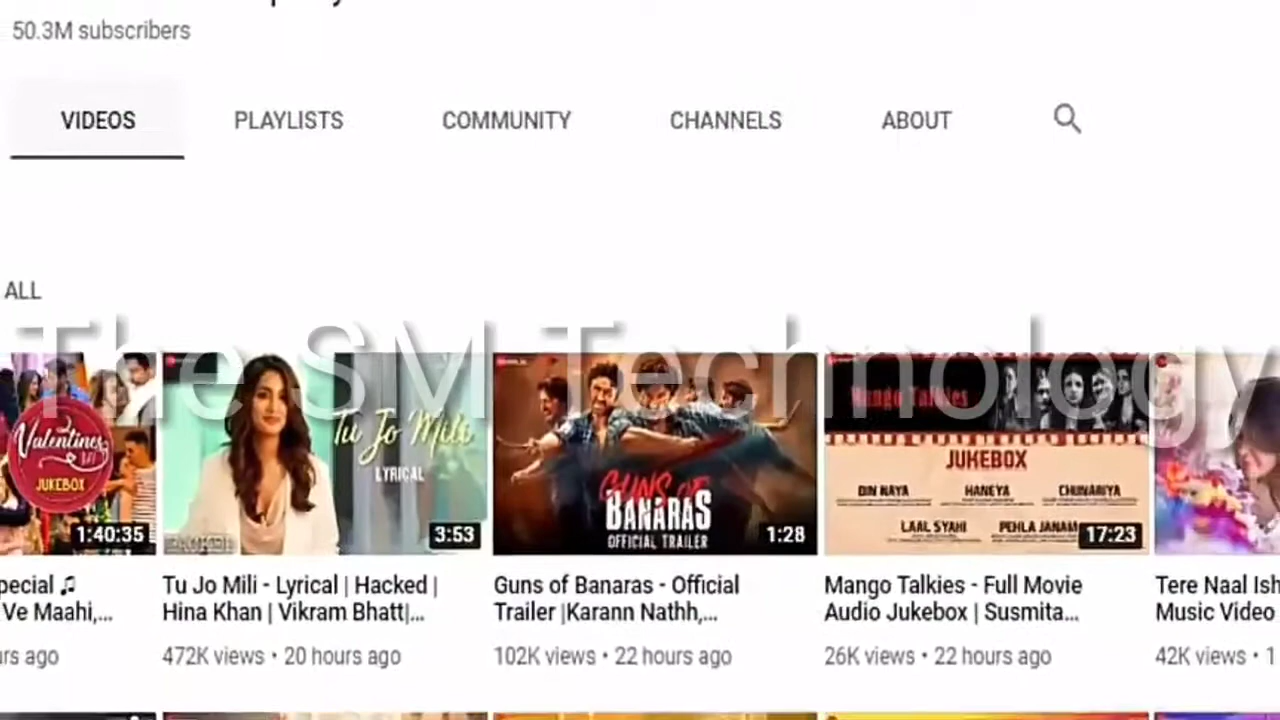 50.3M subscribers
VIDEOS PLAYLISTS COMMUNITY CHANNELS ABOUT
ALL
The SM Technology
Valentines
JUKEBOX
1:40:35
Tu Jo Mili
LYRICAL
3:53
GUNS OF
BANARAS
OFFICIAL TRAILER
1:28
Mango Talkies
JUKEBOX
DIN NAYA HANEYA CHUNARIYA
LAAL SYAHI PEHLA JANAM
17:23
pecial ♫
Ve Maahi,...
rs ago
Tu Jo Mili - Lyrical | Hacked |
Hina Khan | Vikram Bhatt|...
472K views • 20 hours ago
Guns of Banaras - Official
Trailer |Karann Nathh,...
102K views • 22 hours ago
Mango Talkies - Full Movie
Audio Jukebox | Susmita...
26K views • 22 hours ago
Tere Naal Ish
Music Video
42K views • 1